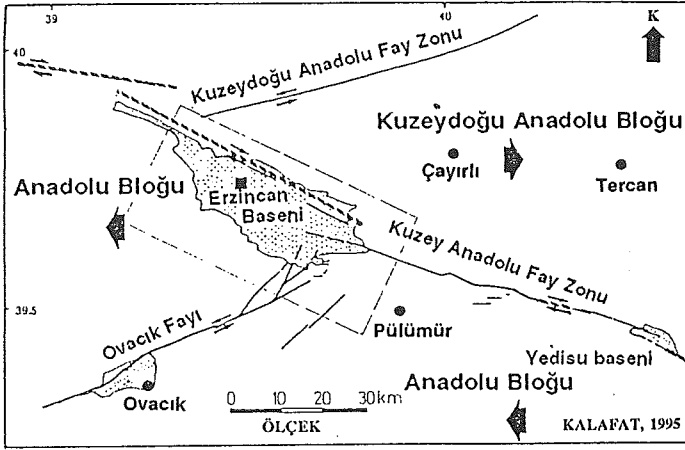 39
40
K
40
Kuzeydoğu Anadolu Fay Zonu
Kuzeydoğu Anadolu Bloğu
Çayırlı
Tercan
Anadolu Bloğu
Erzincan
Baseni
Kuzey Anadolu Fay Zonu
39.5
Ovacık Fayı
Pülümür
Yedisu baseni
Anadolu Bloğu
Ovacık
0 10 20 30km
ÖLÇEK
KALAFAT, 1995